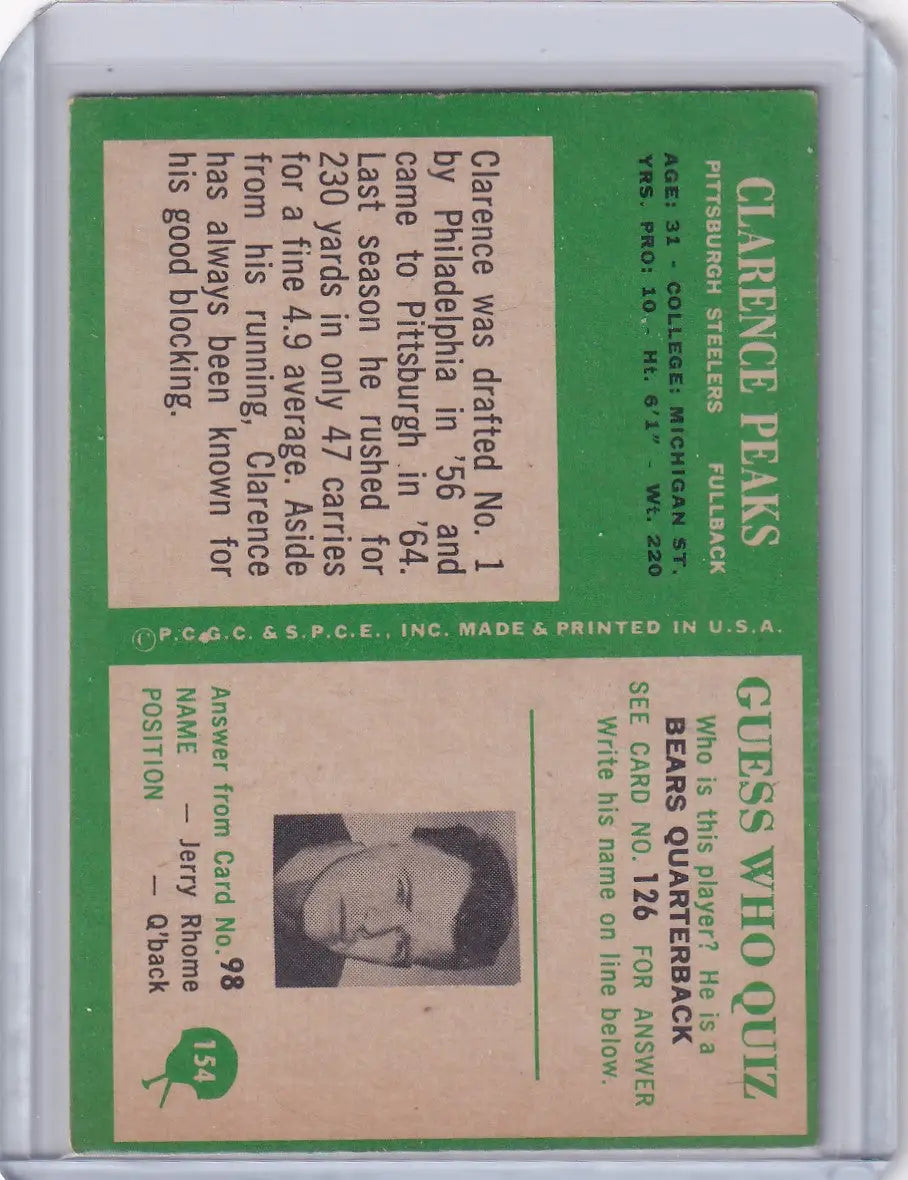 CLARENCE PEAKS
PITTSBURGH STEELERS FULLBACK
AGE: 31 - COLLEGE: MICHIGAN ST.
YRS. PRO: 10 - Ht. 6'1" - Wt. 220
Clarence was drafted No. 1
by Philadelphia in '56 and
came to Pittsburgh in '64.
Last season he rushed for
230 yards in only 47 carries
for a fine 4.9 average. Aside
from his running, Clarence
has always been known for
his good blocking.
© P.C.G.C. & S.P.C.E., INC. MADE & PRINTED IN U.S.A.
GUESS WHO QUIZ
Who is this player? He is a
BEARS QUARTERBACK
SEE CARD NO. 126 FOR ANSWER
Write his name on line below.
Answer from Card No. 98
NAME — Jerry Rhome
POSITION — Q'back
154